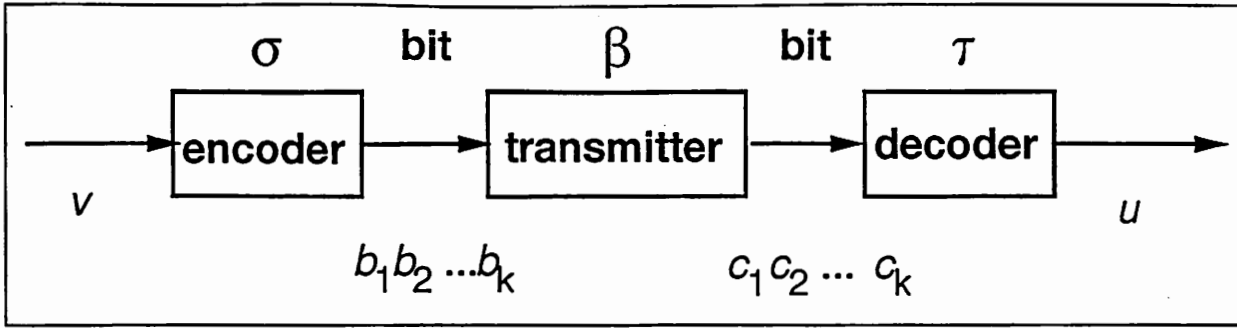 σ bit β bit τ
encoder transmitter decoder
v u
b₁b₂ ...bₖ c₁c₂ ... cₖ